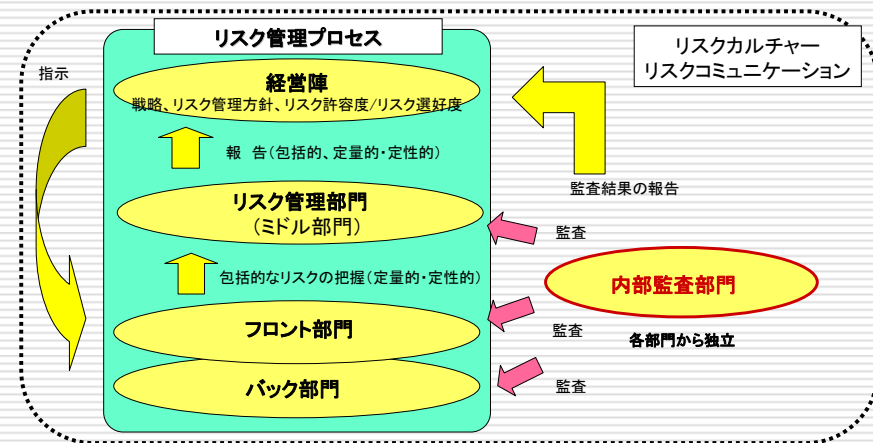 リスク管理プロセス
リスクカルチャー
リスクコミュニケーション
指示
経営陣
戦略、リスク管理方針、リスク許容度/リスク選好度
報 告(包括的、定量的・定性的)
監査結果の報告
リスク管理部門
(ミドル部門)
監査
包括的なリスクの把握(定量的・定性的)
内部監査部門
フロント部門
監査
各部門から独立
バック部門
監査